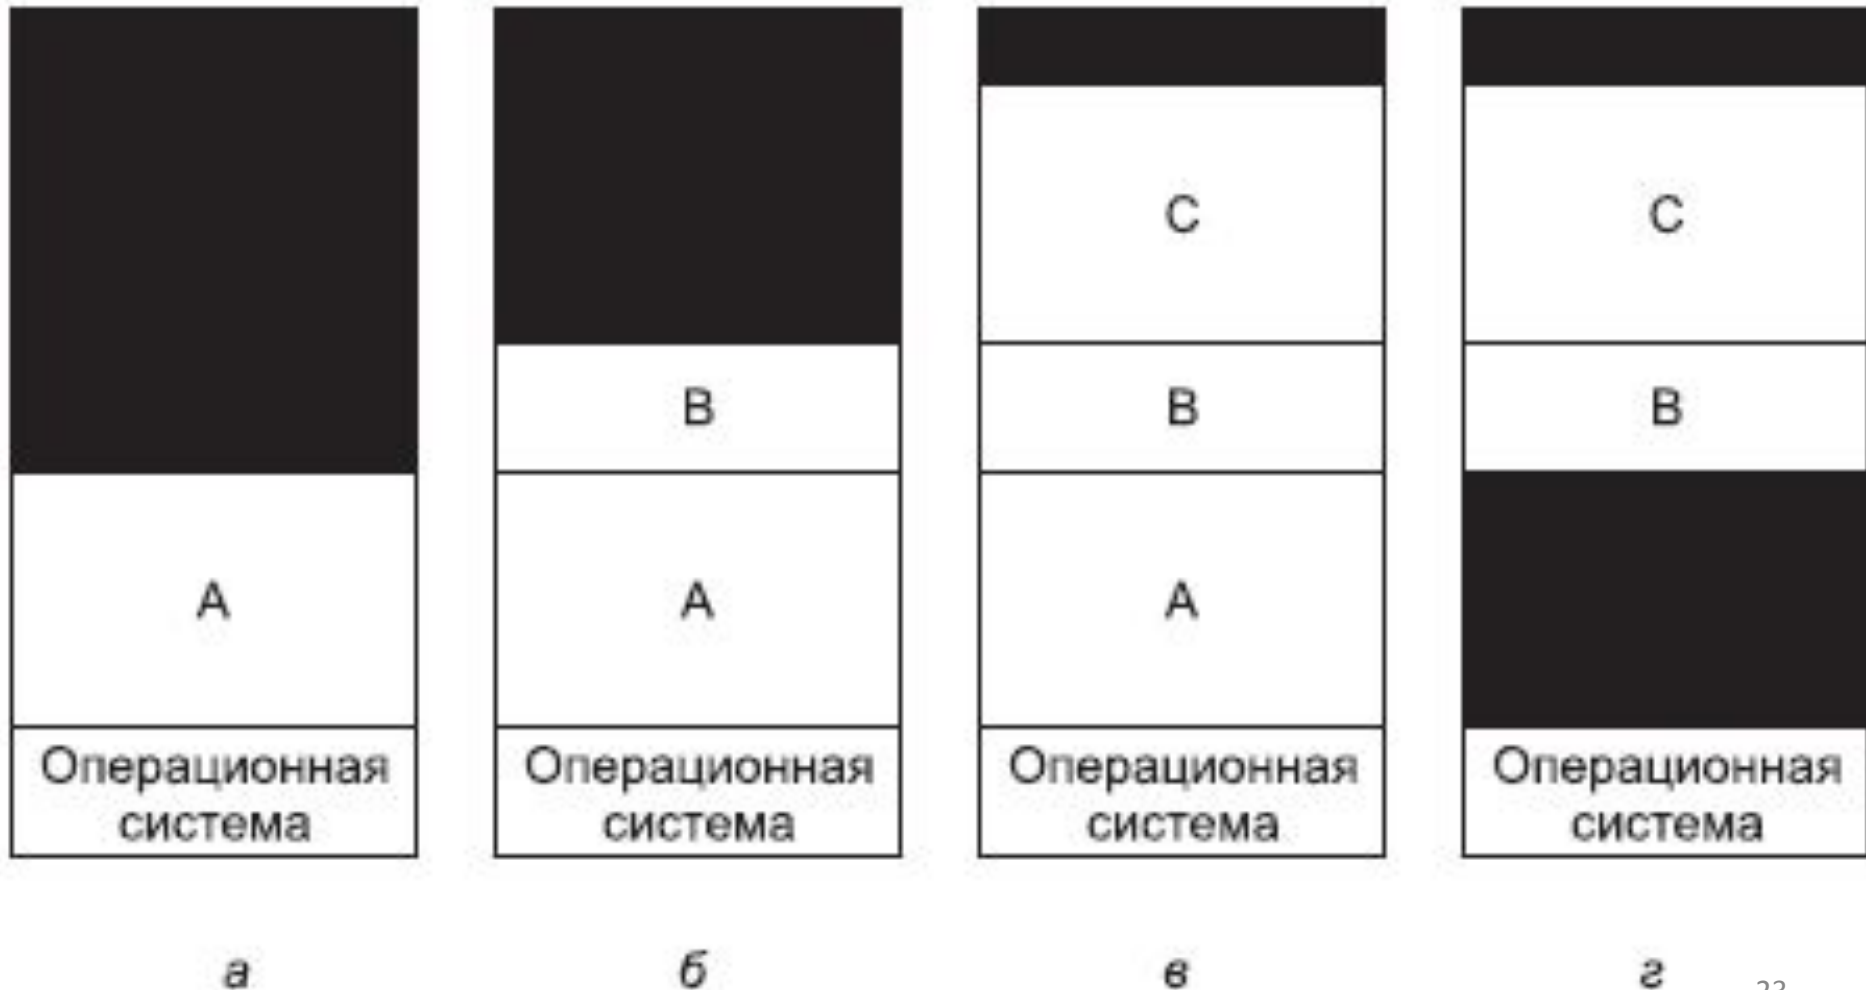 A
Операционная
система
а
B
A
Операционная
система
б
C
B
A
Операционная
система
в
C
B
Операционная
система
г